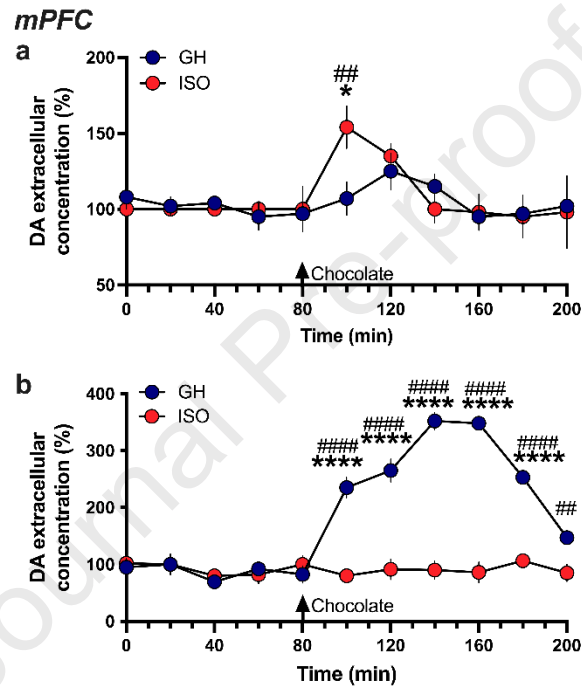 mPFC
a
GH
ISO
200
150
100
50
DA extracellular
concentration (%)
##
*
Chocolate
0 40 80 120 160 200
Time (min)
b
GH
ISO
400
300
200
100
0
DA extracellular
concentration (%)
####
****
####
****
####
****
####
****
####
****
##
Chocolate
0 40 80 120 160 200
Time (min)
Journal Pre-proof